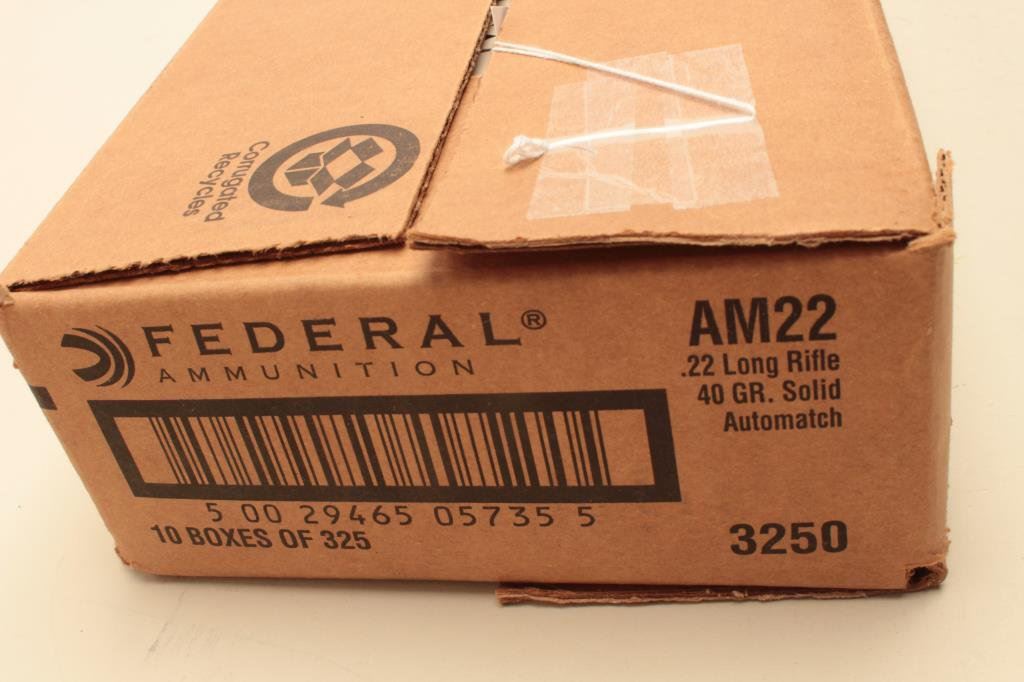 Corrugated
Recycles
FEDERAL®
AMMUNITION
AM22
.22 Long Rifle
40 GR. Solid
Automatch
5 00 29465 05735 5
10 BOXES OF 325
3250